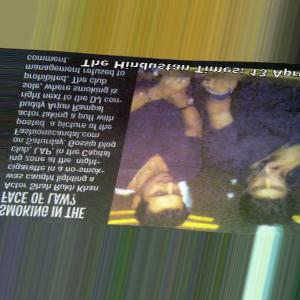 SMOKING IN THE
FACE OF LAW?
Actor Shah Rukh Khan
was caught lighting a
cigarette in a no-smok-
ing zone at the night-
club, LAP, in the Capital
on Saturday. Gossip blog
Fashionscandal.com
posted a picture of the
actor taking a puff with
buddy Arjun Rampal
right next to the DJ con-
sole, where smoking is
prohibited. The club
management refused to
comment.
The Hindustan Times: 13 Apr